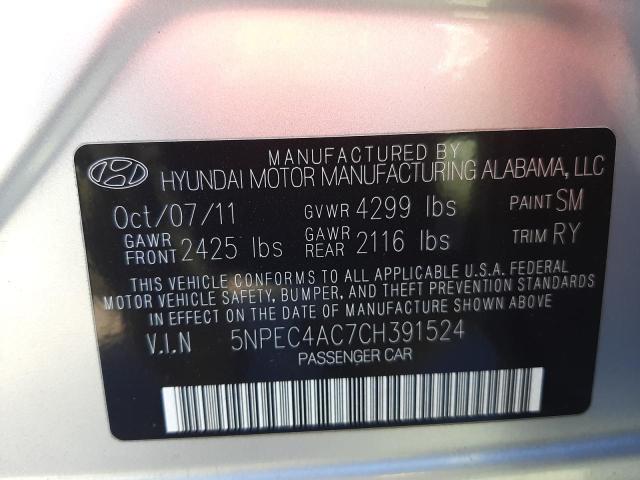 MANUFACTURED BY
HYUNDAI MOTOR MANUFACTURING ALABAMA, LLC
Oct/07/11 GVWR 4299 lbs PAINT SM
GAWR FRONT 2425 lbs GAWR REAR 2116 lbs TRIM RY
THIS VEHICLE CONFORMS TO ALL APPLICABLE U.S.A. FEDERAL
MOTOR VEHICLE SAFETY, BUMPER, AND THEFT PREVENTION STANDARDS
IN EFFECT ON THE DATE OF MANUFACTURE SHOWN ABOVE
V.I.N 5NPEC4AC7CH391524
PASSENGER CAR